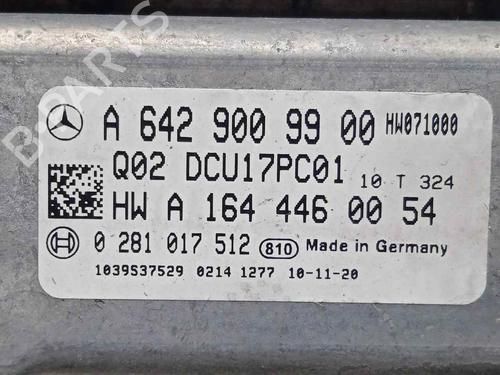 A 642 900 99 00 HW071000
Q02 DCU17PC01 10 T 324
HW A 164 446 00 54
0 281 017 512 810 Made in Germany
1039S37529 0214 1277 10-11-20
B-Parts